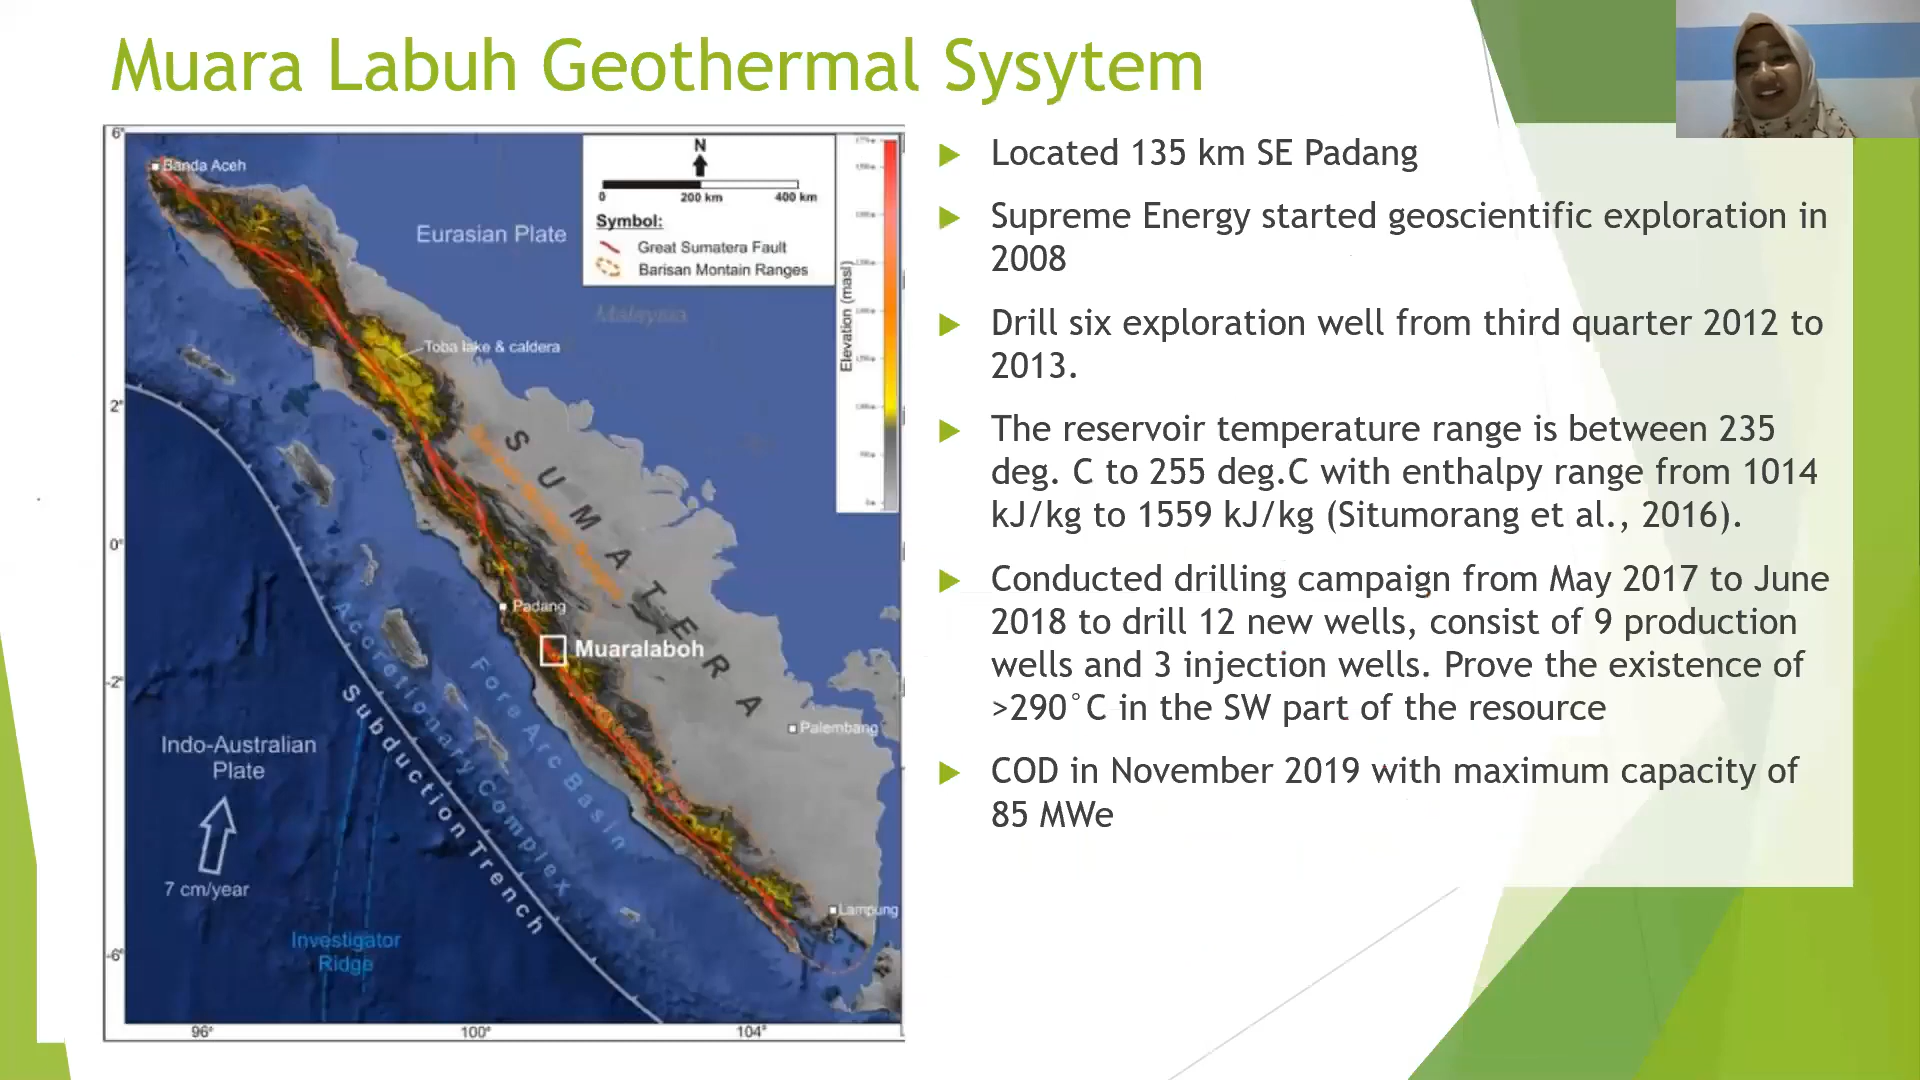 Muara Labuh Geothermal Sysytem
Located 135 km SE Padang
Supreme Energy started geoscientific exploration in
2008
Drill six exploration well from third quarter 2012 to
2013.
The reservoir temperature range is between 235
deg. C to 255 deg.C with enthalpy range from 1014
kJ/kg to 1559 kJ/kg (Situmorang et al., 2016).
Conducted drilling campaign from May 2017 to June
2018 to drill 12 new wells, consist of 9 production
wells and 3 injection wells. Prove the existence of
>290°C in the SW part of the resource
COD in November 2019 with maximum capacity of
85 MWe
6°
2°
0°
-2°
-6°
96°
100°
104°
Banda Aceh
Eurasian Plate
N
0 200 km 400 km
Symbol:
Great Sumatera Fault
Barisan Montain Ranges
Elevation (masl)
Malaysia
Toba lake & caldera
SUMATERA
Padang
Muaralaboh
Palembang
Accretionary Complex
Fore Arc Basin
Subduction Trench
Indo-Australian
Plate
7 cm/year
Investigator
Ridge
Lampung